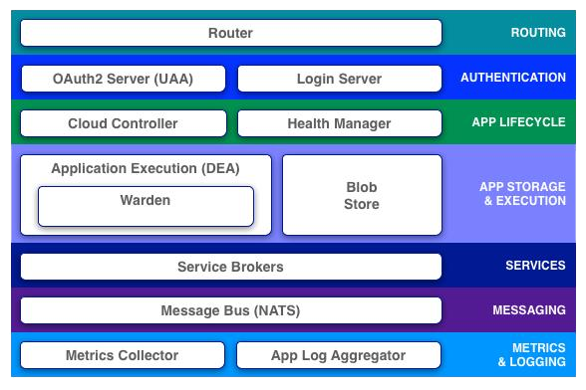 Router
ROUTING
OAuth2 Server (UAA)
Login Server
AUTHENTICATION
Cloud Controller
Health Manager
APP LIFECYCLE
Application Execution (DEA)
Warden
Blob
Store
APP STORAGE
& EXECUTION
Service Brokers
SERVICES
Message Bus (NATS)
MESSAGING
Metrics Collector
App Log Aggregator
METRICS
& LOGGING